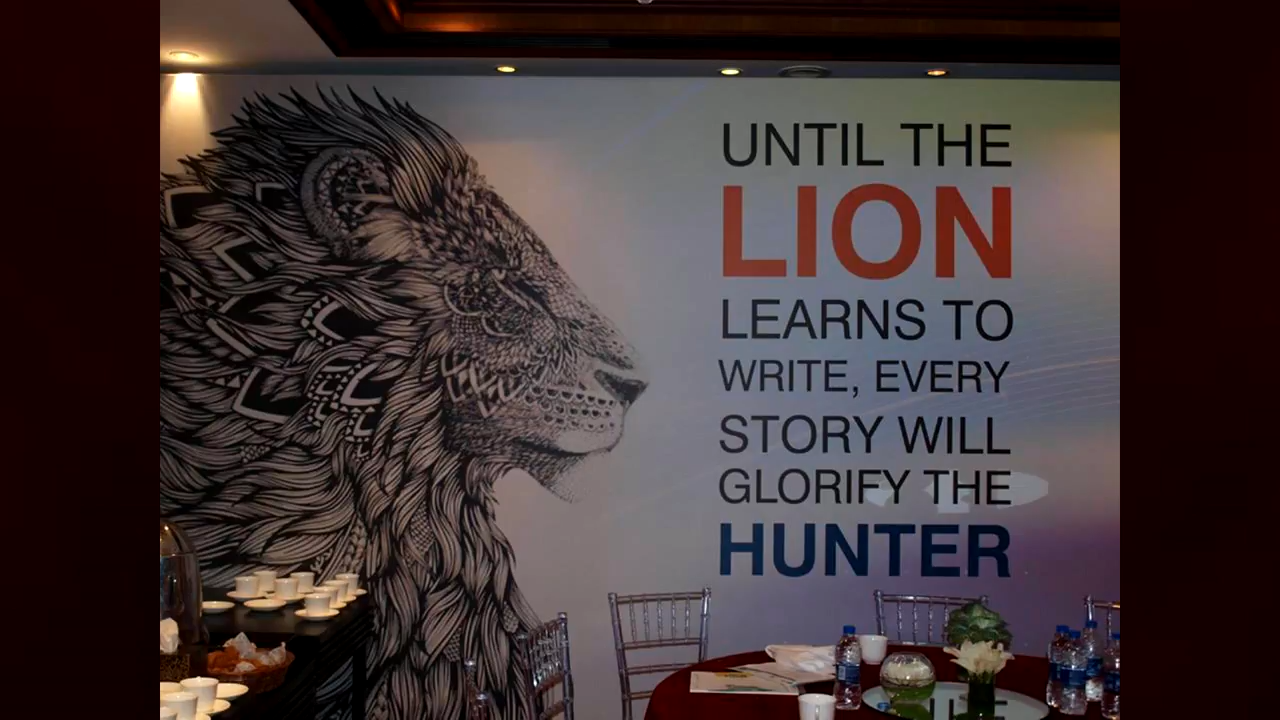 UNTIL THE
LION
LEARNS TO
WRITE, EVERY
STORY WILL
GLORIFY THE
HUNTER